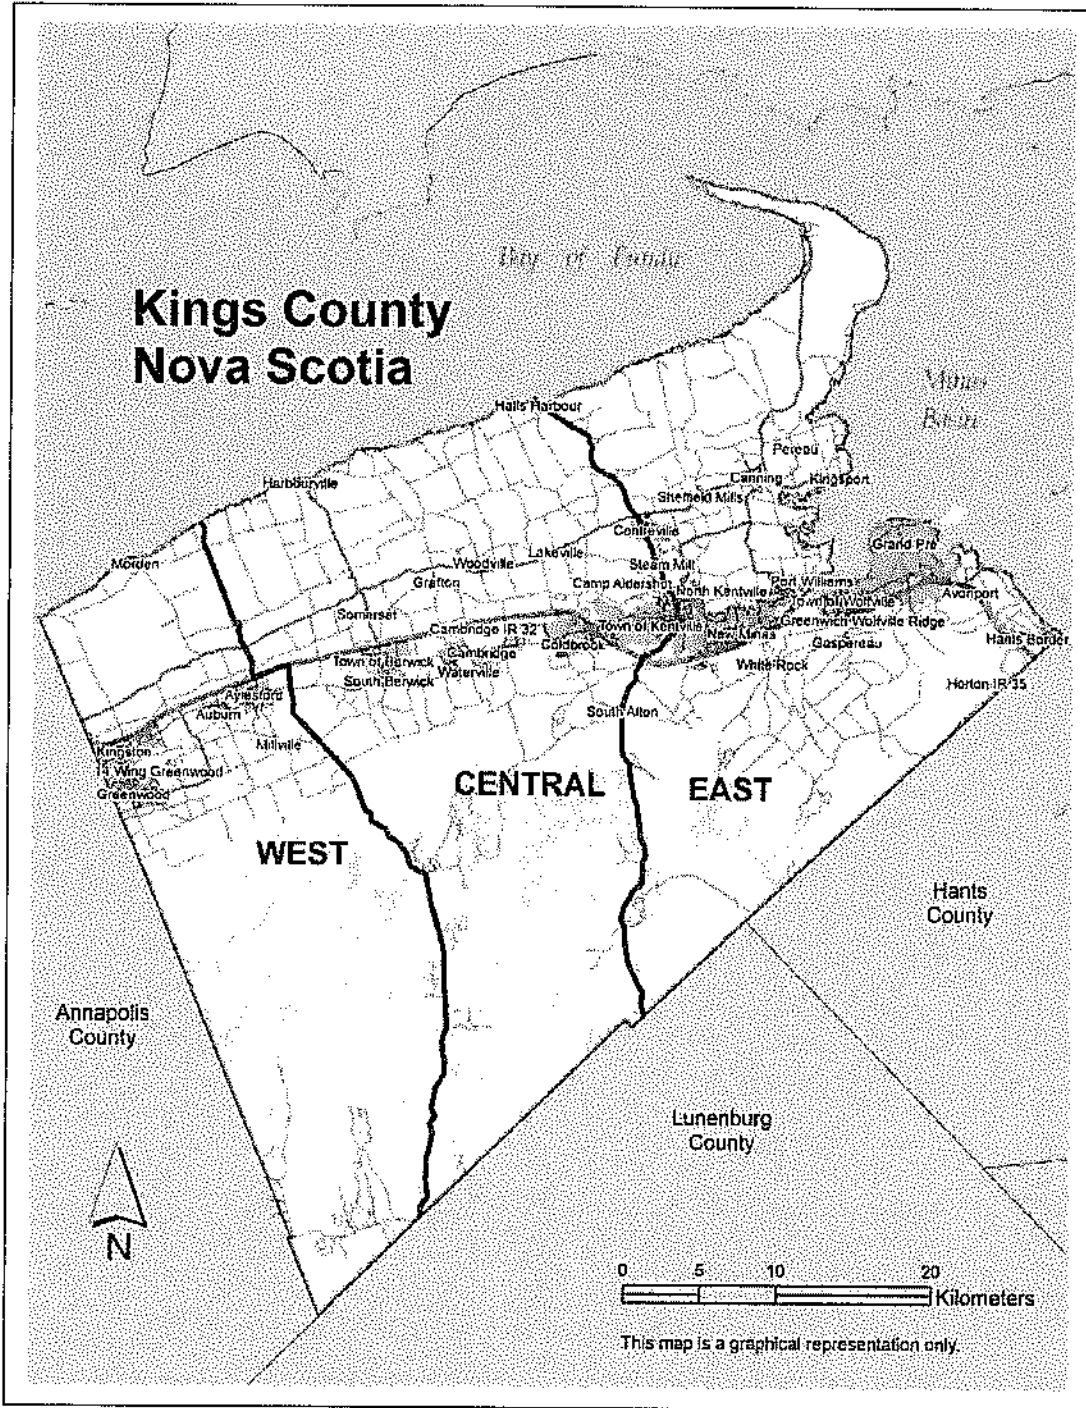 Bay of Fundy
Kings County
Nova Scotia
Minas
Basin
Halls Harbour
Pereau
Canning
Kingsport
Harbourville
Sheffield Mills
Centreville
Grand Pré
Lakeville
Morden
Woodville
Steam Mill
Grafton
Camp Aldershot
Port Williams
North Kentville
Avonport
Town of Wolfville
Somerset
Greenwich Wolfville Ridge
Cambridge IR 32
Town of Kentville
New Minas
Hants Border
Coldbrook
Gaspereau
Cambridge
Town of Berwick
White Rock
Waterville
South Berwick
Horton IR 35
Aylesford
Auburn
South Alton
Millville
Kingston
14 Wing Greenwood
Greenwood
CENTRAL
EAST
WEST
Hants
County
Annapolis
County
Lunenburg
County
N
0 5 10 20
Kilometers
This map is a graphical representation only.